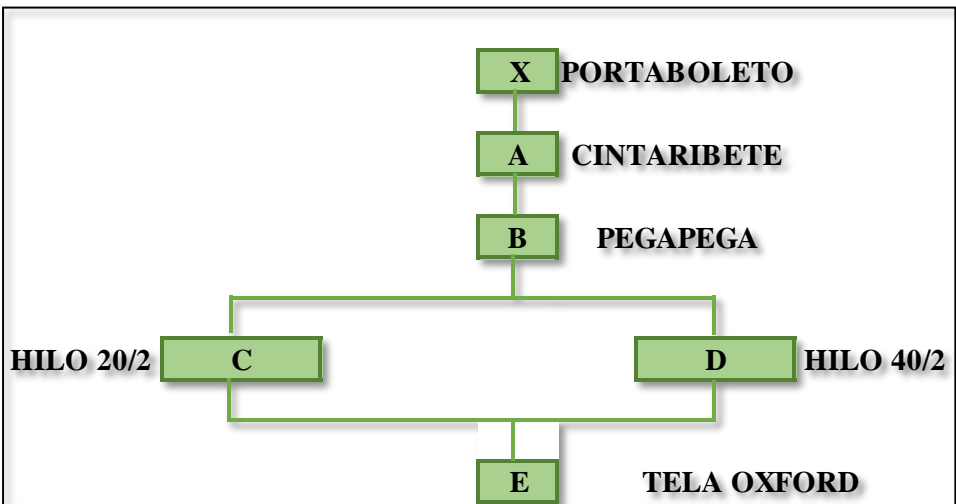 X PORTABOLETO
A CINTARIBETE
B PEGAPEGA
HILO 20/2 C D HILO 40/2
E TELA OXFORD